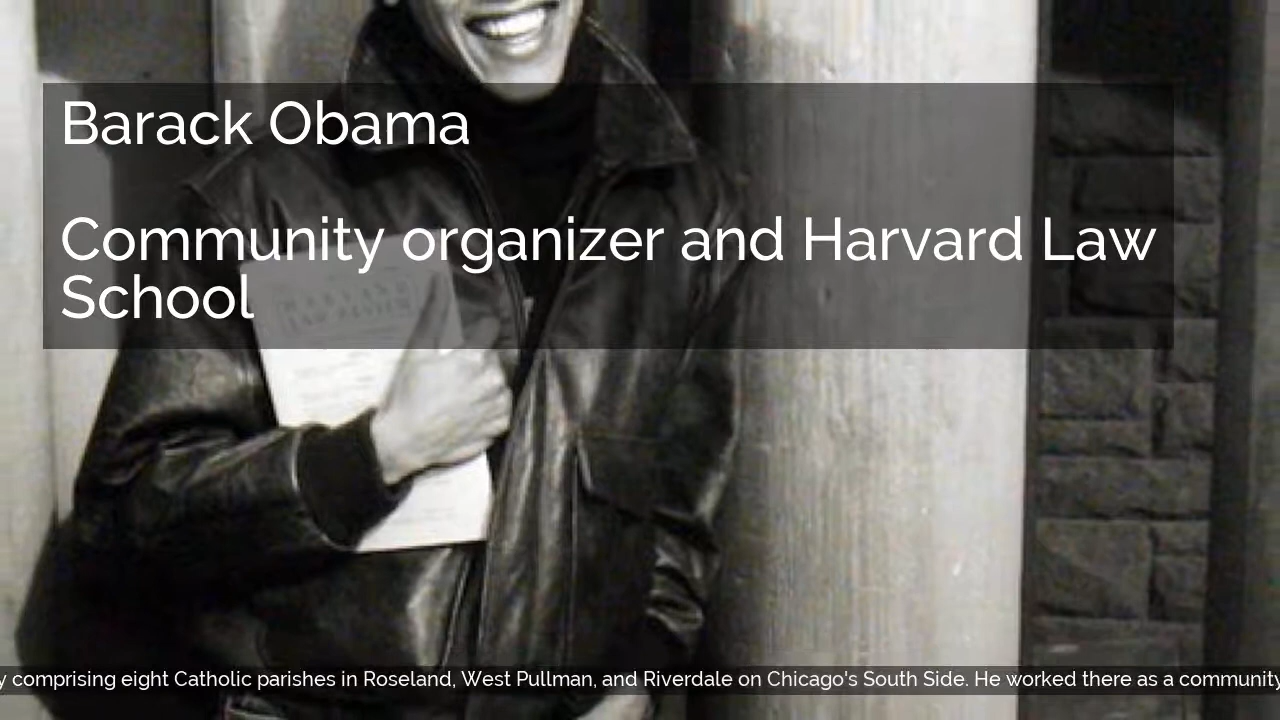 Barack Obama
Community organizer and Harvard Law
School
comprising eight Catholic parishes in Roseland, West Pullman, and Riverdale on Chicago's South Side. He worked there as a community